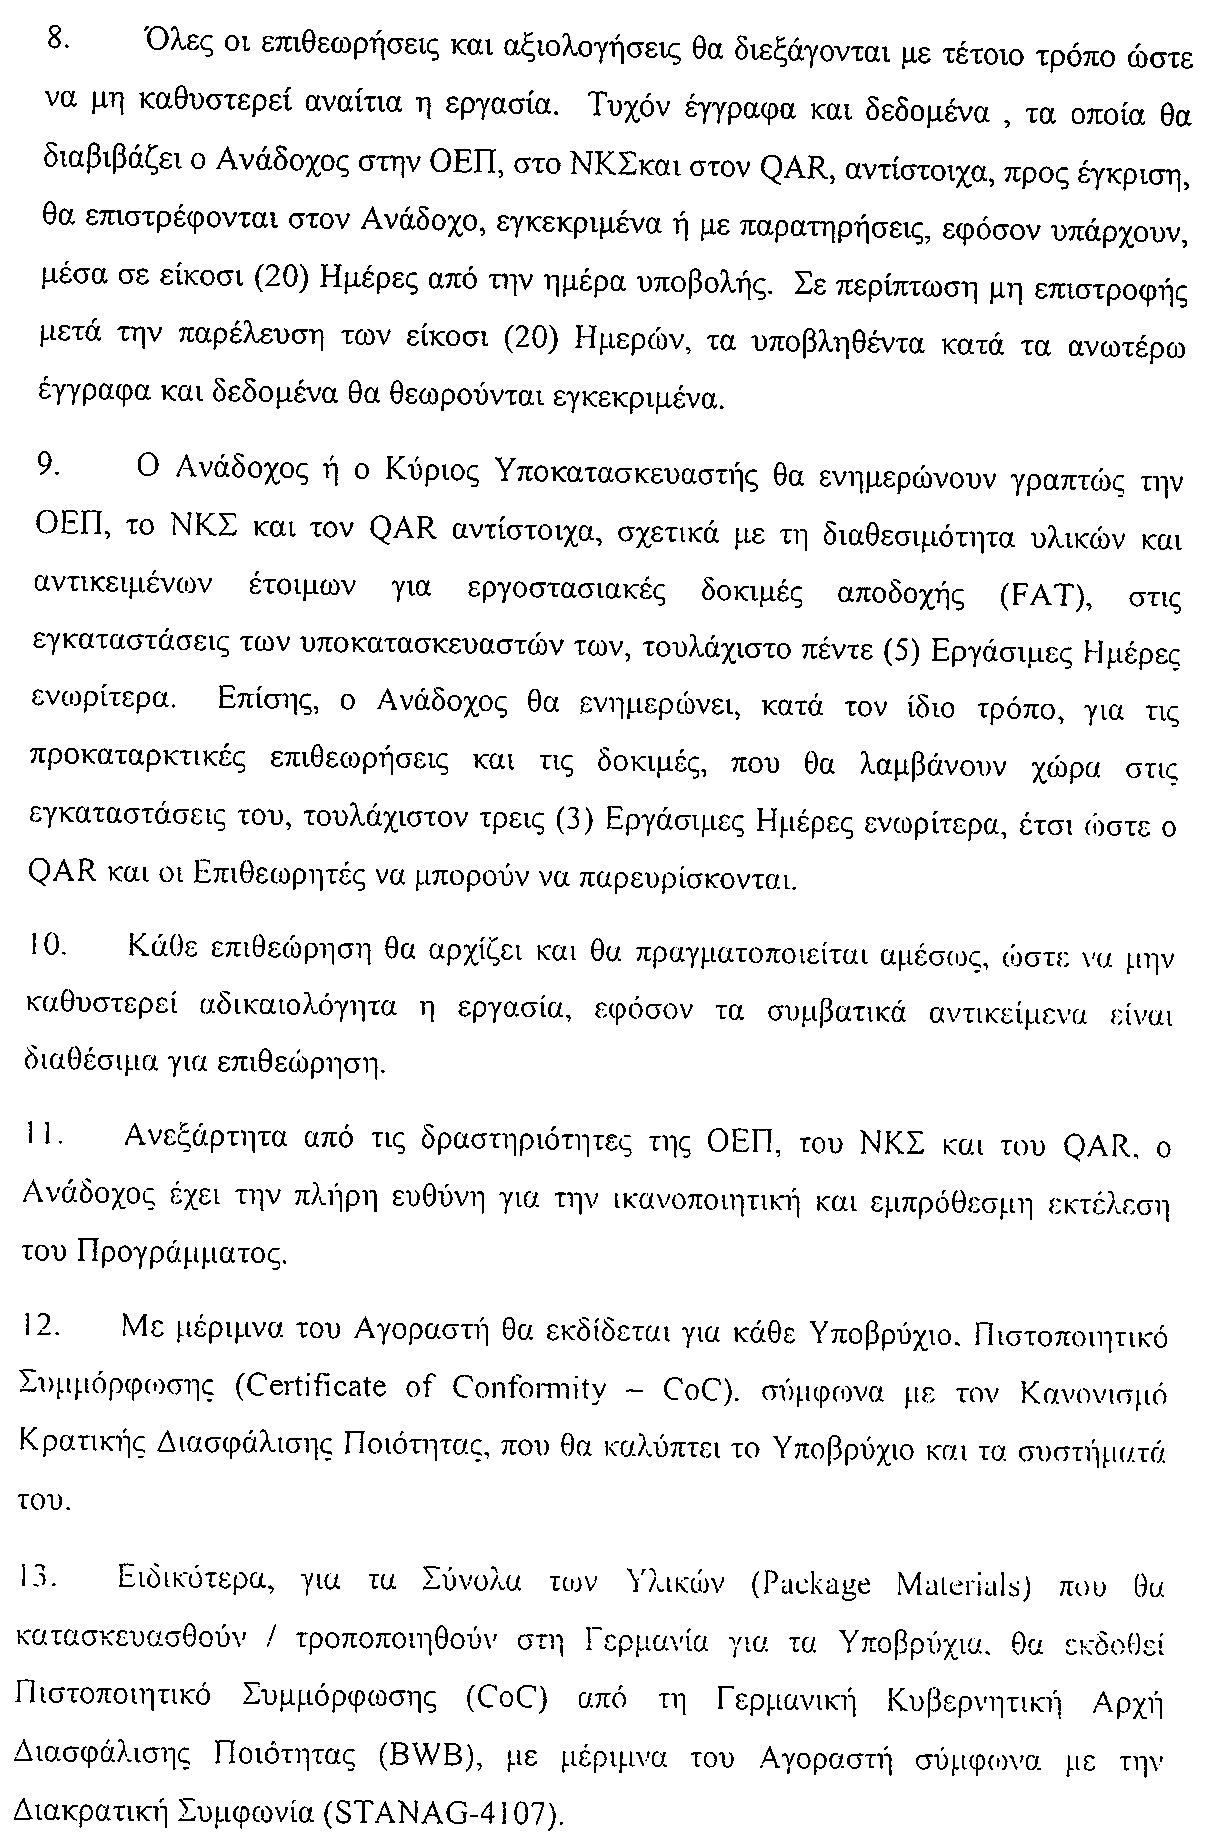 8. Όλες οι επιθεωρήσεις και αξιολογήσεις θα διεξάγονται με τέτοιο τρόπο ώστε
να μη καθυστερεί αναίτια η εργασία. Τυχόν έγγραφα και δεδομένα , τα οποία θα
διαβιβάζει ο Ανάδοχος στην ΟΕΠ, στο ΝΚΣκαι στον QAR, αντίστοιχα, προς έγκριση,
θα επιστρέφονται στον Ανάδοχο, εγκεκριμένα ή με παρατηρήσεις, εφόσον υπάρχουν,
μέσα σε είκοσι (20) Ημέρες από την ημέρα υποβολής. Σε περίπτωση μη επιστροφής
μετά την παρέλευση των είκοσι (20) Ημερών, τα υποβληθέντα κατά τα ανωτέρω
έγγραφα και δεδομένα θα θεωρούνται εγκεκριμένα.
9. Ο Ανάδοχος ή ο Κύριος Υποκατασκευαστής θα ενημερώνουν γραπτώς την
ΟΕΠ, το ΝΚΣ και τον QAR αντίστοιχα, σχετικά με τη διαθεσιμότητα υλικών και
αντικειμένων έτοιμων για εργοστασιακές δοκιμές αποδοχής (FAT), στις
εγκαταστάσεις των υποκατασκευαστών των, τουλάχιστο πέντε (5) Εργάσιμες Ημέρες
ενωρίτερα. Επίσης, ο Ανάδοχος θα ενημερώνει, κατά τον ίδιο τρόπο, για τις
προκαταρκτικές επιθεωρήσεις και τις δοκιμές, που θα λαμβάνουν χώρα στις
εγκαταστάσεις του, τουλάχιστον τρεις (3) Εργάσιμες Ημέρες ενωρίτερα, έτσι ώστε ο
QAR και οι Επιθεωρητές να μπορούν να παρευρίσκονται.
10. Κάθε επιθεώρηση θα αρχίζει και θα πραγματοποιείται αμέσως, ώστε να μην
καθυστερεί αδικαιολόγητα η εργασία, εφόσον τα συμβατικά αντικείμενα είναι
διαθέσιμα για επιθεώρηση.
11. Ανεξάρτητα από τις δραστηριότητες της ΟΕΠ, του ΝΚΣ και του QAR, ο
Ανάδοχος έχει την πλήρη ευθύνη για την ικανοποιητική και εμπρόθεσμη εκτέλεση
του Προγράμματος.
12. Με μέριμνα του Αγοραστή θα εκδίδεται για κάθε Υποβρύχιο, Πιστοποιητικό
Συμμόρφωσης (Certificate of Conformity – CoC), σύμφωνα με τον Κανονισμό
Κρατικής Διασφάλισης Ποιότητας, που θα καλύπτει το Υποβρύχιο και τα συστήματά
του.
13. Ειδικότερα, για τα Σύνολα των Υλικών (Package Materials) που θα
κατασκευασθούν / τροποποιηθούν στη Γερμανία για τα Υποβρύχια, θα εκδοθεί
Πιστοποιητικό Συμμόρφωσης (CoC) από τη Γερμανική Κυβερνητική Αρχή
Διασφάλισης Ποιότητας (BWB), με μέριμνα του Αγοραστή σύμφωνα με την
Διακρατική Συμφωνία (STANAG-4107).